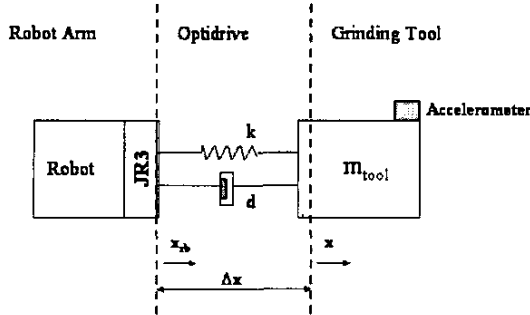 Robot Arm
Optidrive
Grinding Tool
Accelerometer
k
Robot
JR3
m_tool
d
x_rb
x
Δx